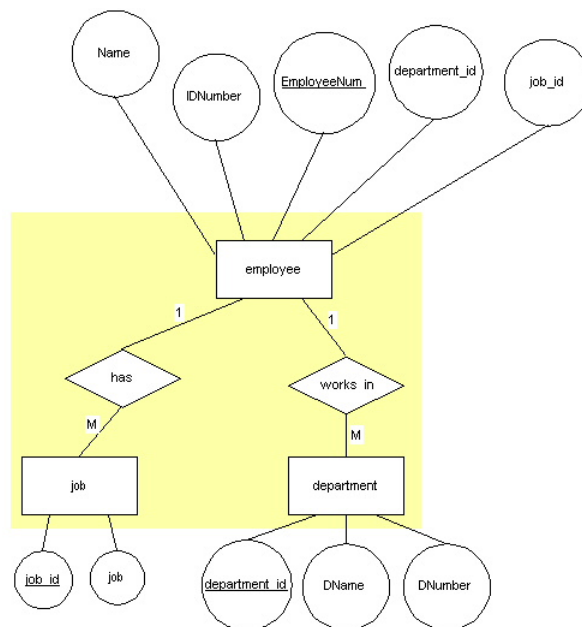 Name
IDNumber
EmployeeNum
department_id
job_id
employee
1
1
has
works in
M
M
job
department
job_id
job
department_id
DName
DNumber